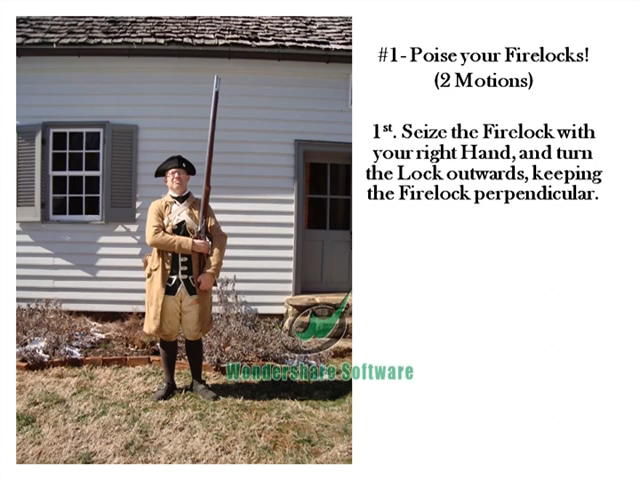 #1- Poise your Firelocks!
(2 Motions)
1st. Seize the Firelock with
your right Hand, and turn
the Lock outwards, keeping
the Firelock perpendicular.
Wondershare Software